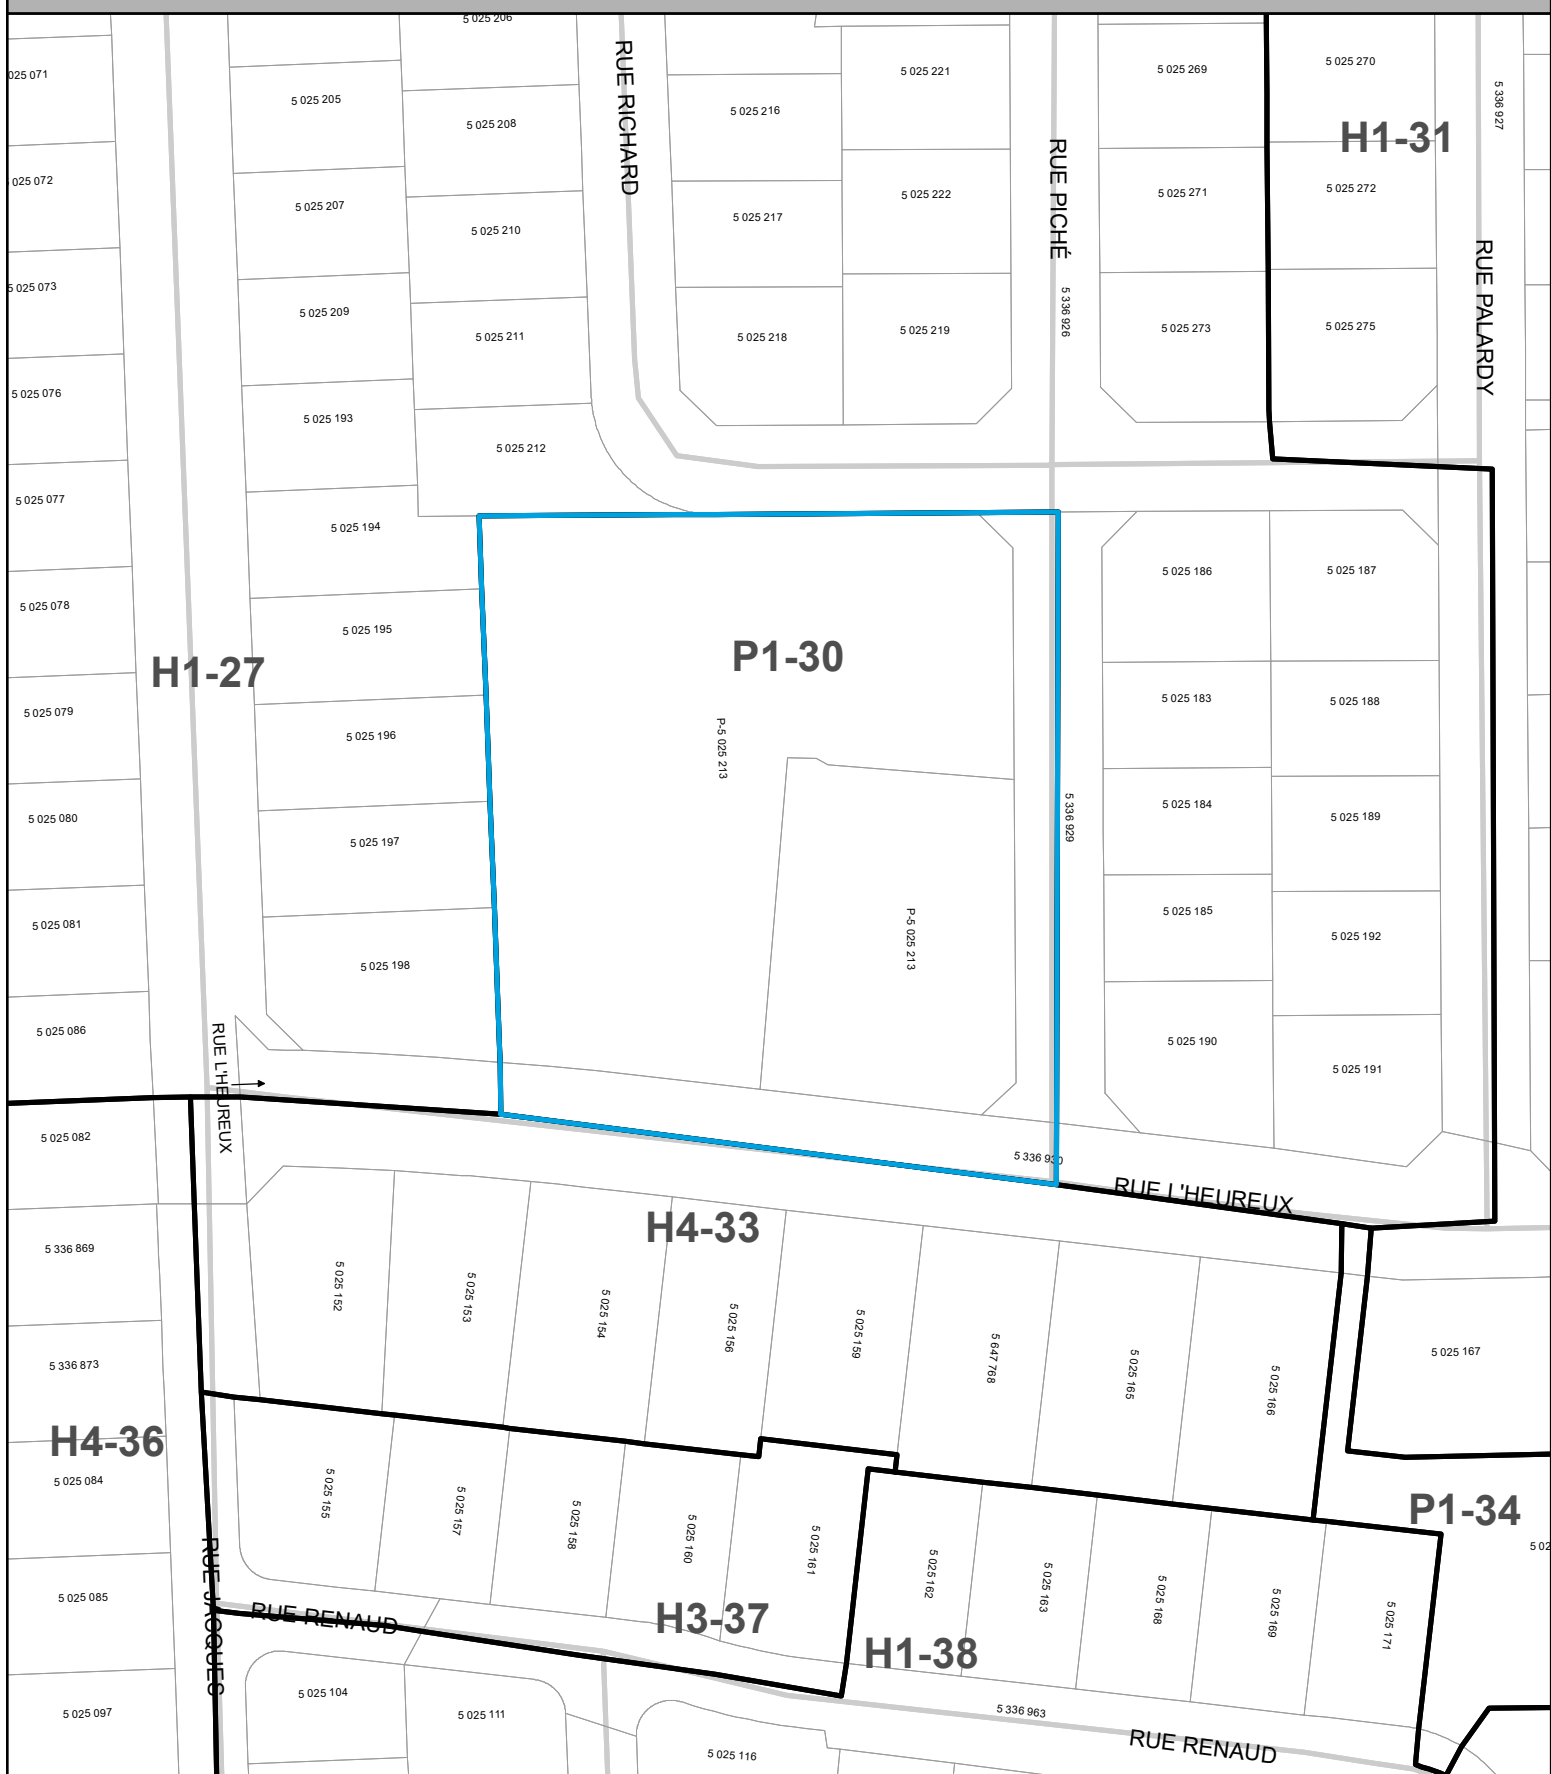 5 025 206
025 071
5 025 205
5 025 208
RUE RICHARD
5 025 216
5 025 221
RUE PICHÉ
5 025 269
5 025 270
5 336 927
H1-31
025 072
5 025 207
5 025 210
5 025 217
5 025 222
5 025 271
5 025 272
5 025 073
5 025 209
5 025 211
5 025 218
5 025 219
5 336 926
5 025 273
5 025 275
RUE PALARDY
5 025 076
5 025 193
5 025 212
5 025 077
5 025 194
5 025 186
5 025 187
5 025 078
5 025 195
P1-30
H1-27
5 025 183
5 025 188
5 025 079
5 025 196
P-5 025 213
5 025 080
5 025 197
5 336 929
5 025 184
5 025 189
5 025 081
5 025 198
P-5 025 213
5 025 185
5 025 192
5 025 086
RUE L'HEUREUX
5 025 190
5 025 191
5 025 082
5 336 930
RUE L'HEUREUX
H4-33
5 336 869
5 025 152
5 025 153
5 025 154
5 025 156
5 025 159
5 647 768
5 025 165
5 025 166
5 025 167
5 336 873
H4-36
5 025 084
5 025 155
5 025 157
5 025 158
5 025 160
5 025 161
5 025 162
5 025 163
5 025 168
5 025 169
5 025 171
P1-34
5 02
5 025 085
RUE JACQUES
RUE RENAUD
H3-37
H1-38
5 025 104
5 025 097
5 025 111
5 025 116
5 336 963
RUE RENAUD